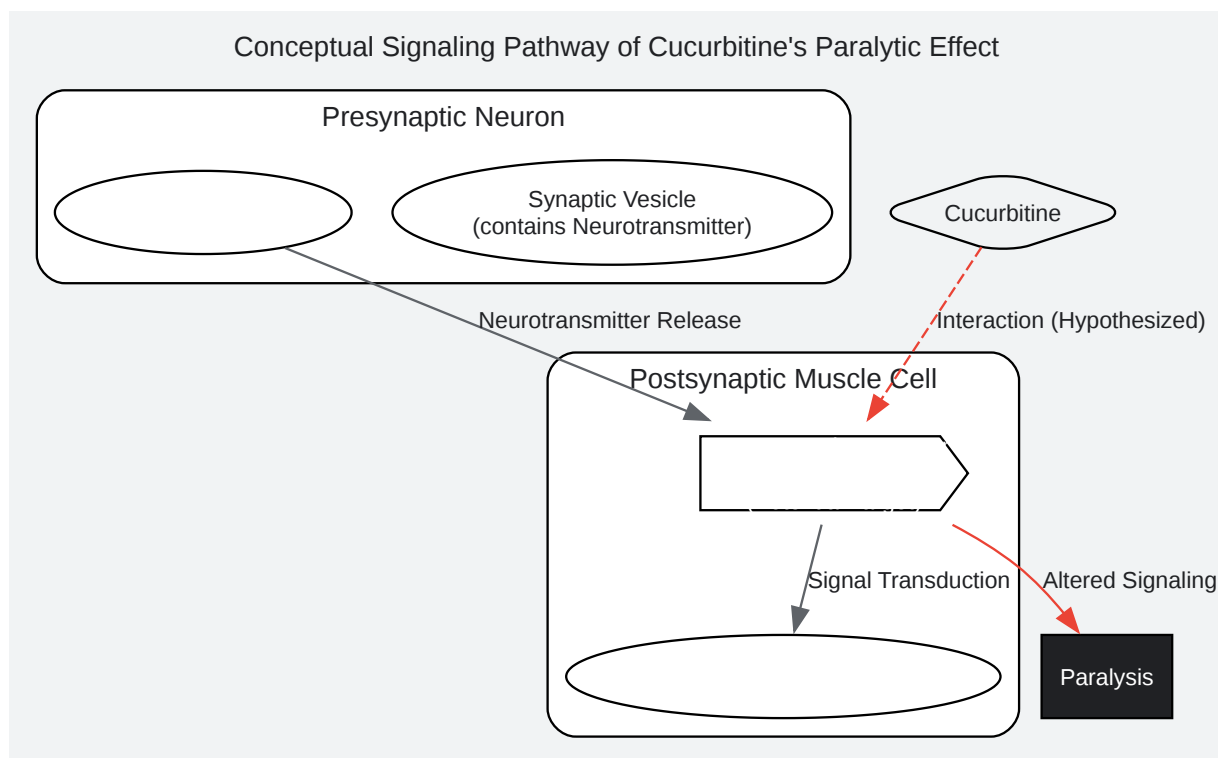 Conceptual Signaling Pathway of Cucurbitine's Paralytic Effect
Presynaptic Neuron
Synaptic Vesicle
(contains Neurotransmitter)
Cucurbitine
Neurotransmitter Release
Interaction (Hypothesized)
Postsynaptic Muscle Cell
Signal Transduction
Altered Signaling
Paralysis